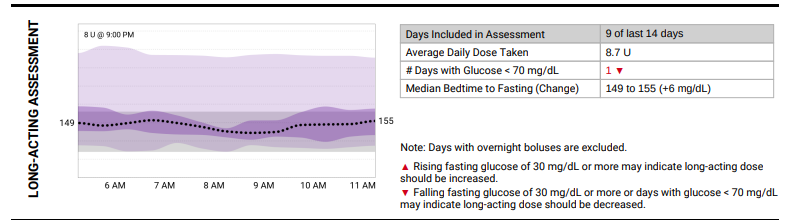 LONG-ACTING ASSESSMENT
8 U @ 9:00 PM
149
155
6 AM 7 AM 8 AM 9 AM 10 AM 11 AM
Days Included in Assessment 9 of last 14 days
Average Daily Dose Taken 8.7 U
# Days with Glucose < 70 mg/dL 1 ▼
Median Bedtime to Fasting (Change) 149 to 155 (+6 mg/dL)
Note: Days with overnight boluses are excluded.
▲ Rising fasting glucose of 30 mg/dL or more may indicate long-acting dose
should be increased.
▼ Falling fasting glucose of 30 mg/dL or more or days with glucose < 70 mg/dL
may indicate long-acting dose should be decreased.